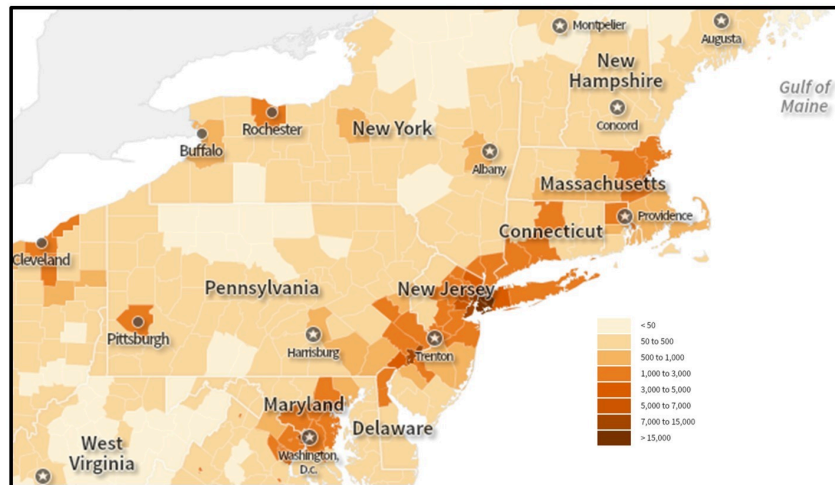 Montpelier
Augusta
New
Hampshire
Gulf of
Maine
Rochester
New York
Concord
Buffalo
Albany
Massachusetts
Providence
Connecticut
Cleveland
Pennsylvania
New Jersey
Pittsburgh
Harrisburg
Trenton
Maryland
Delaware
West
Virginia
Washington,
D.c.
< 50
50 to 500
500 to 1,000
1,000 to 3,000
3,000 to 5,000
5,000 to 7,000
7,000 to 15,000
> 15,000